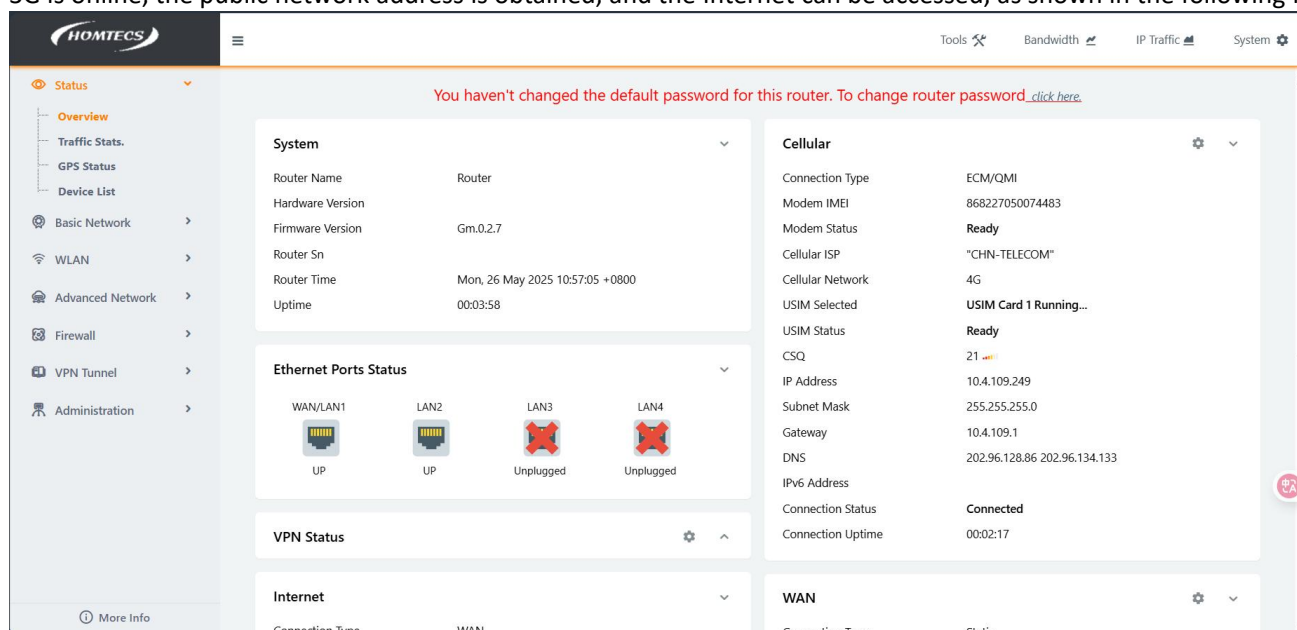 5G is online, the public network address is obtained, and the Internet can be accessed, as shown in the following
HOMTECS
Tools
Bandwidth
IP Traffic
System
Status
Overview
Traffic Stats.
GPS Status
Device List
Basic Network
WLAN
Advanced Network
Firewall
VPN Tunnel
Administration
More Info
You haven't changed the default password for this router. To change router password click here.
System
Router Name Router
Hardware Version
Firmware Version Gm.0.2.7
Router Sn
Router Time Mon, 26 May 2025 10:57:05 +0800
Uptime 00:03:58
Ethernet Ports Status
WAN/LAN1 LAN2 LAN3 LAN4
UP UP Unplugged Unplugged
VPN Status
Internet
Connection Type WAN
Cellular
Connection Type ECM/QMI
Modem IMEI 868227050074483
Modem Status Ready
Cellular ISP "CHN-TELECOM"
Cellular Network 4G
USIM Selected USIM Card 1 Running...
USIM Status Ready
CSQ 21
IP Address 10.4.109.249
Subnet Mask 255.255.255.0
Gateway 10.4.109.1
DNS 202.96.128.86 202.96.134.133
IPv6 Address
Connection Status Connected
Connection Uptime 00:02:17
WAN